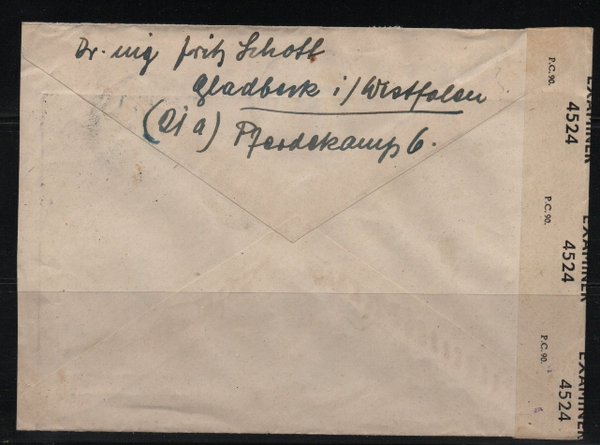 Dr. ing Fritz Schott
Gladbeck i/Westfalen
(21a) Pferdekamp 6.
P.C. 90.
EXAMINER
4524
P.C. 90.
EXAMINER
4524
P.C. 90.
EXAMINER
4524